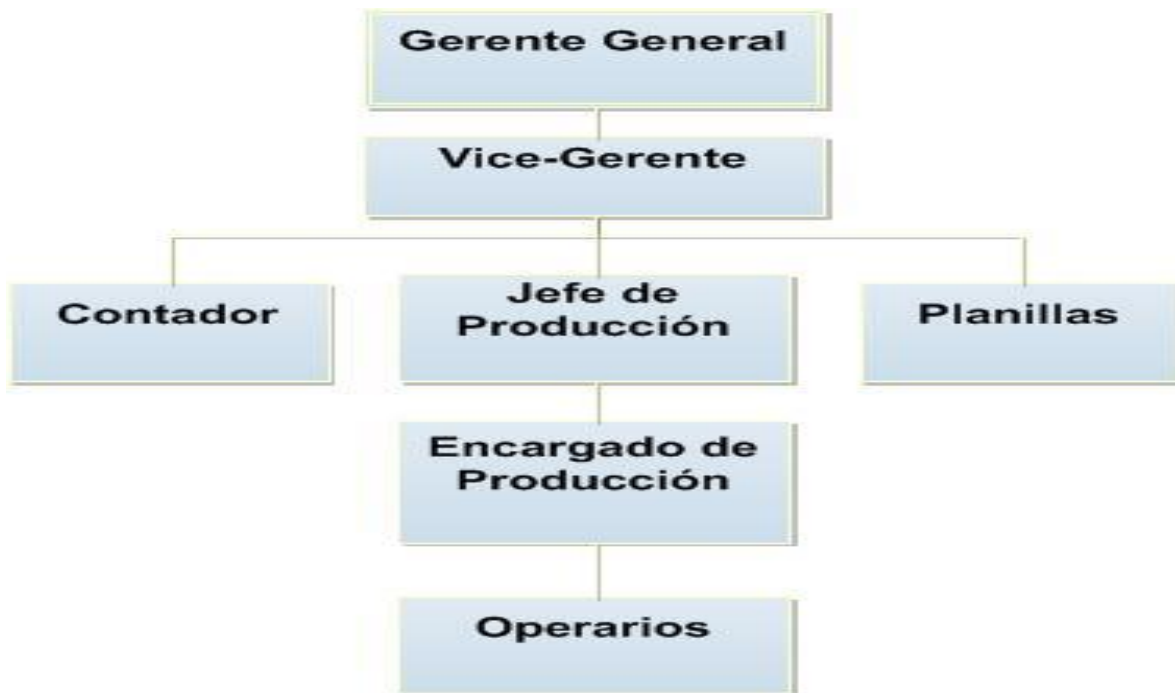 Gerente General
Vice-Gerente
Contador
Jefe de
Producción
Planillas
Encargado de
Producción
Operarios